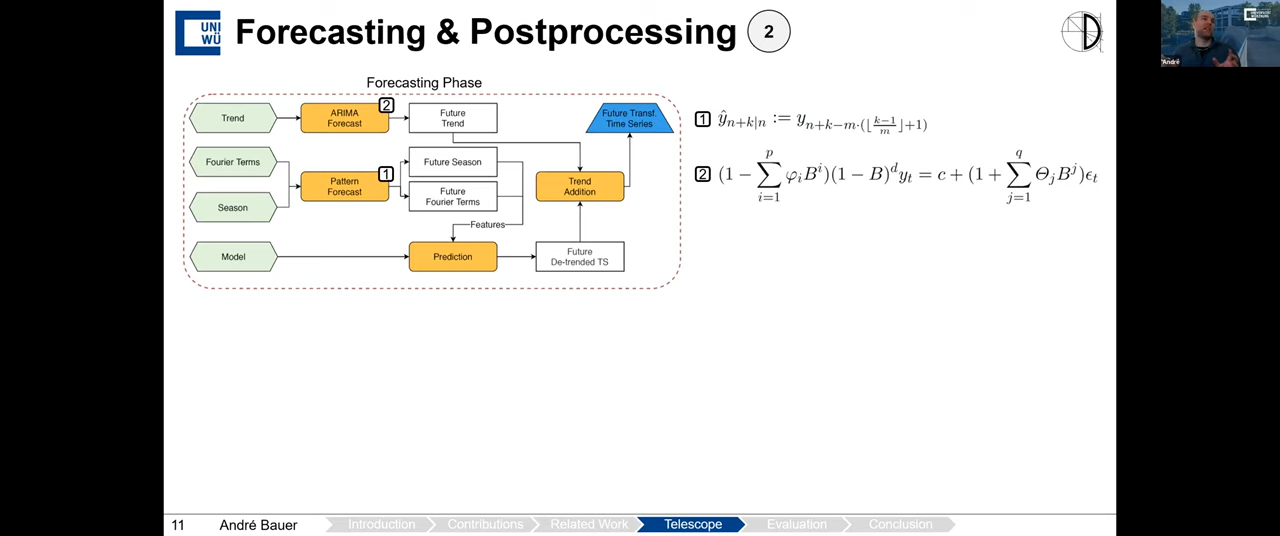 UNI
WÜ
Forecasting & Postprocessing
2
André
Forecasting Phase
Trend
ARIMA
Forecast
2
Future
Trend
Future Transf.
Time Series
Fourier Terms
Season
Pattern
Forecast
1
Future Season
Future
Fourier Terms
Trend
Addition
Features
Model
Prediction
Future
De-trended TS
1 ŷ_{n+k|n} := y_{n+k−m·(⌊\frac{k−1}{m}⌋+1)}
2 (1 − \sum_{i=1}^{p} φ_i B^i)(1 − B)^d y_t = c + (1 + \sum_{j=1}^{q} Θ_j B^j)ϵ_t
11
André Bauer
Introduction
Contributions
Related Work
Telescope
Evaluation
Conclusion